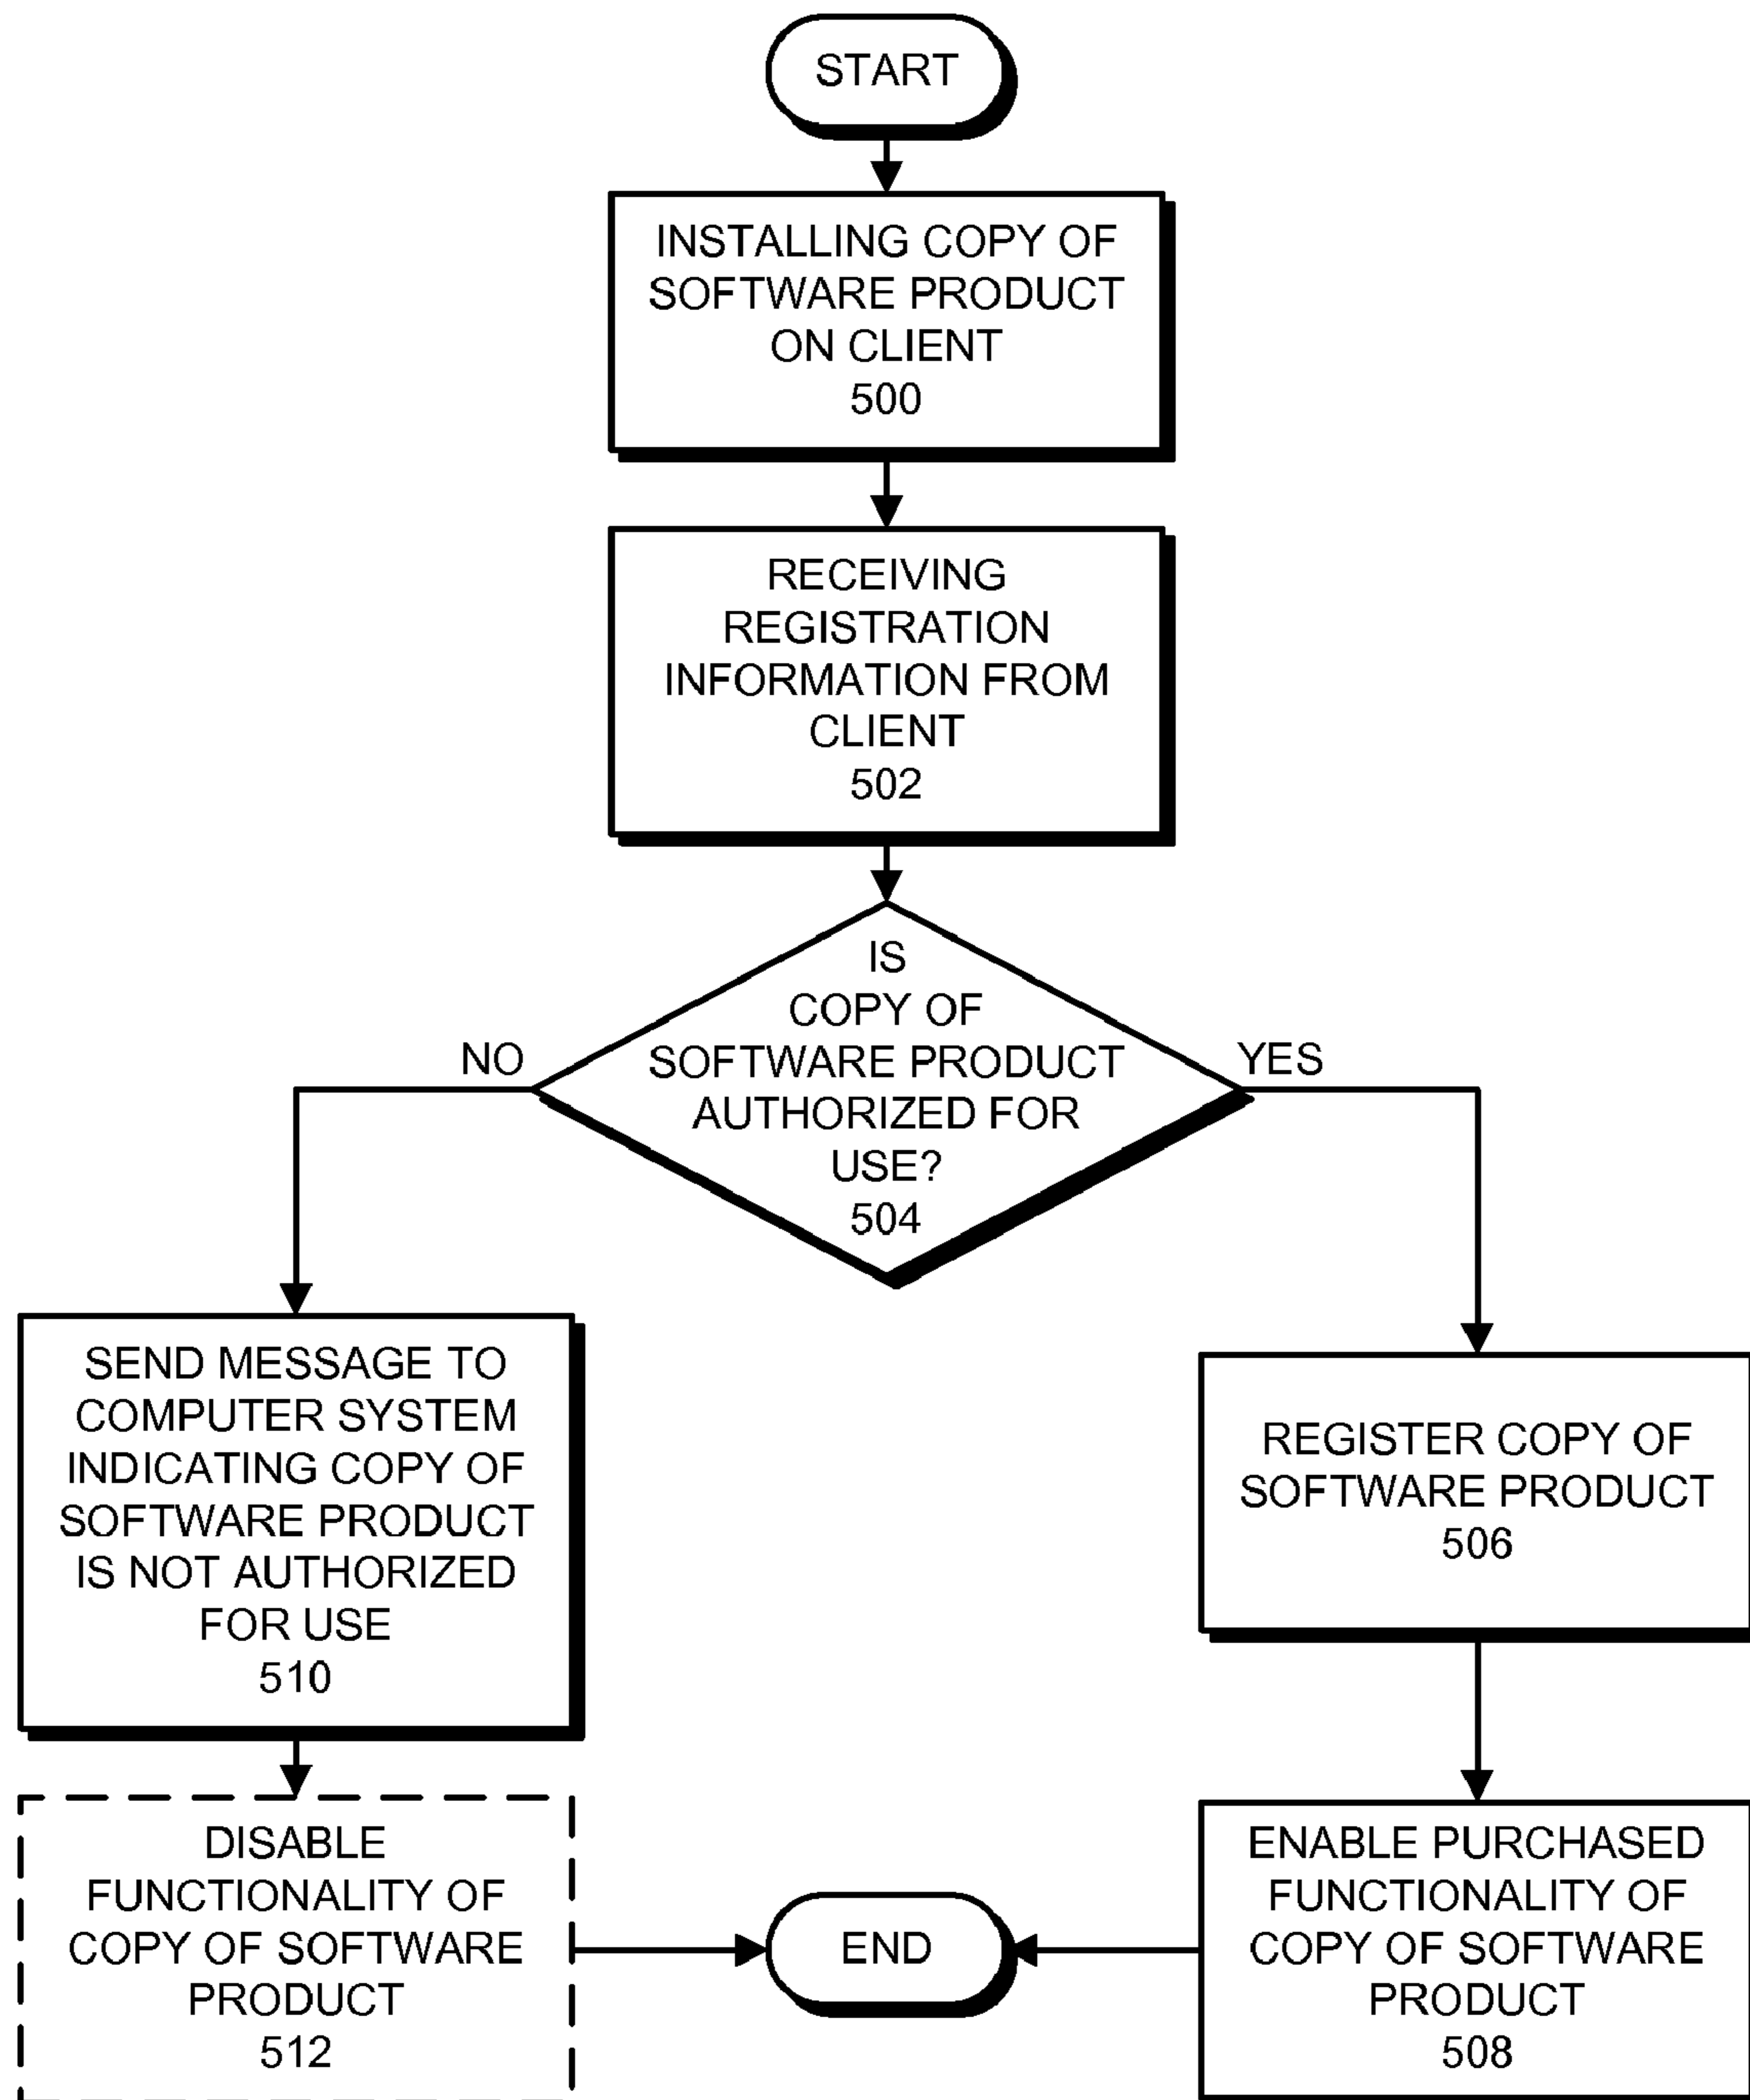 START
INSTALLING COPY OF
SOFTWARE PRODUCT
ON CLIENT
500
RECEIVING
REGISTRATION
INFORMATION FROM
CLIENT
502
IS
COPY OF
SOFTWARE PRODUCT
AUTHORIZED FOR
USE?
504
NO
YES
SEND MESSAGE TO
COMPUTER SYSTEM
INDICATING COPY OF
SOFTWARE PRODUCT
IS NOT AUTHORIZED
FOR USE
510
REGISTER COPY OF
SOFTWARE PRODUCT
506
DISABLE
FUNCTIONALITY OF
COPY OF SOFTWARE
PRODUCT
512
END
ENABLE PURCHASED
FUNCTIONALITY OF
COPY OF SOFTWARE
PRODUCT
508